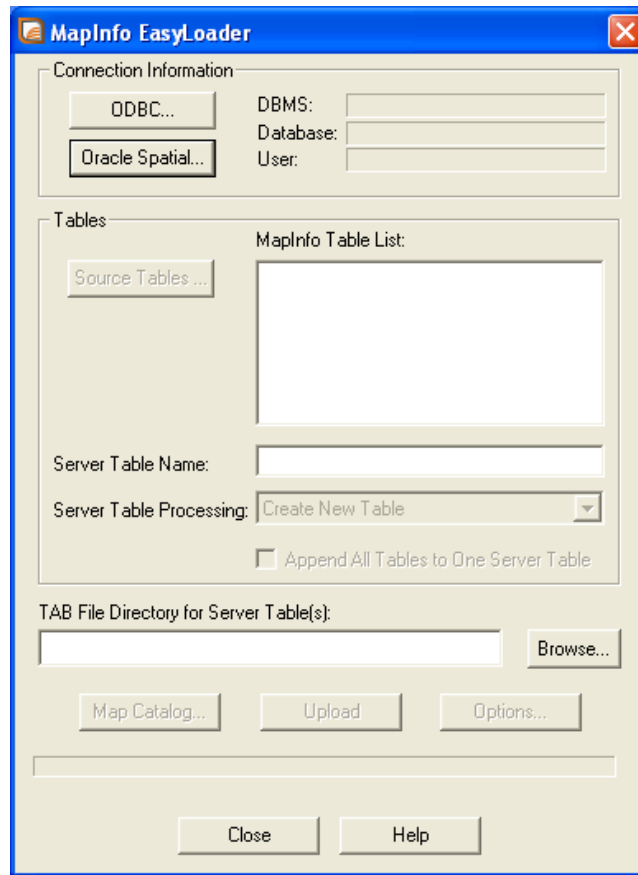 MapInfo EasyLoader
Connection Information
ODBC...
DBMS:
Database:
Oracle Spatial...
User:
Tables
MapInfo Table List:
Source Tables ...
Server Table Name:
Server Table Processing: Create New Table
Append All Tables to One Server Table
TAB File Directory for Server Table(s):
Browse...
Map Catalog... Upload Options...
Close Help